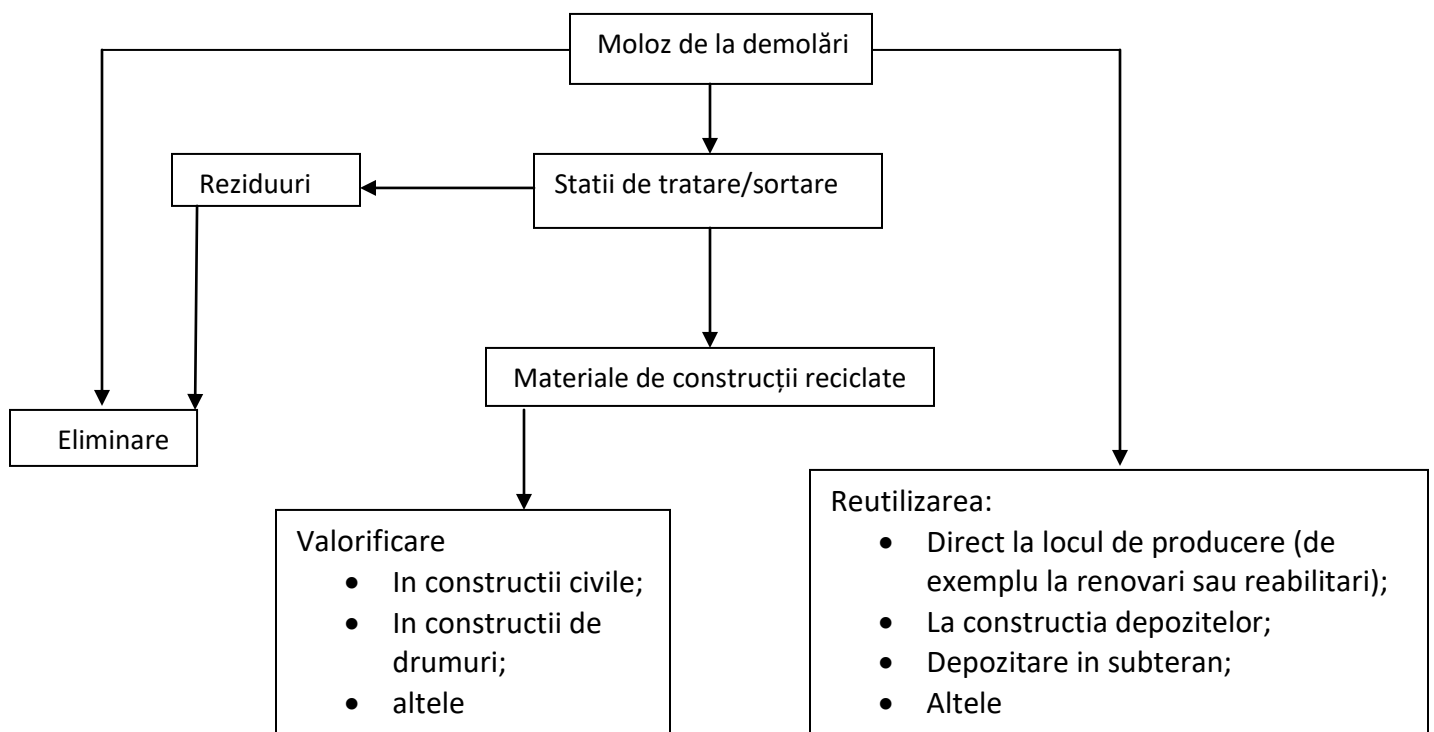 Moloz de la demolări
Reziduuri
Statii de tratare/sortare
Materiale de construcții reciclate
Eliminare
Valorificare
• In constructii civile;
• In constructii de
drumuri;
• altele
Reutilizarea:
• Direct la locul de producere (de
exemplu la renovari sau reabilitari);
• La constructia depozitelor;
• Depozitare in subteran;
• Altele